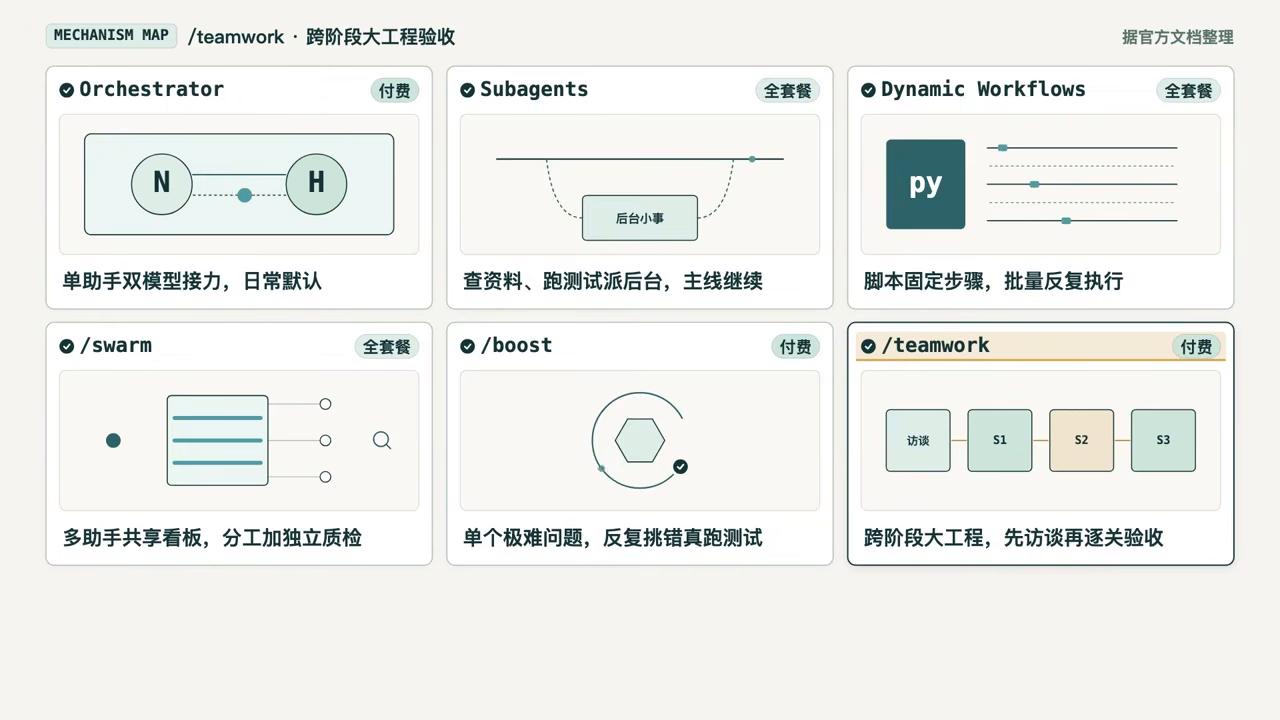 MECHANISM MAP
/teamwork · 跨阶段大工程验收
据官方文档整理
Orchestrator
付费
N
H
单助手双模型接力，日常默认
Subagents
全套餐
后台小事
查资料、跑测试派后台，主线继续
Dynamic Workflows
全套餐
py
脚本固定步骤，批量反复执行
/swarm
全套餐
多助手共享看板，分工加独立质检
/boost
付费
单个极难问题，反复挑错真跑测试
/teamwork
付费
访谈
S1
S2
S3
跨阶段大工程，先访谈再逐关验收